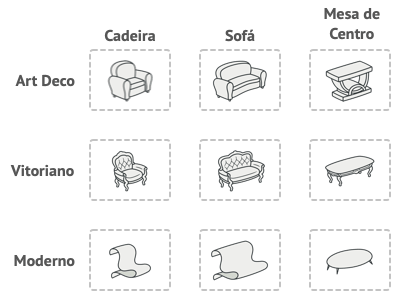 Cadeira
Sofá
Mesa de
Centro
Art Deco
Vitoriano
Moderno